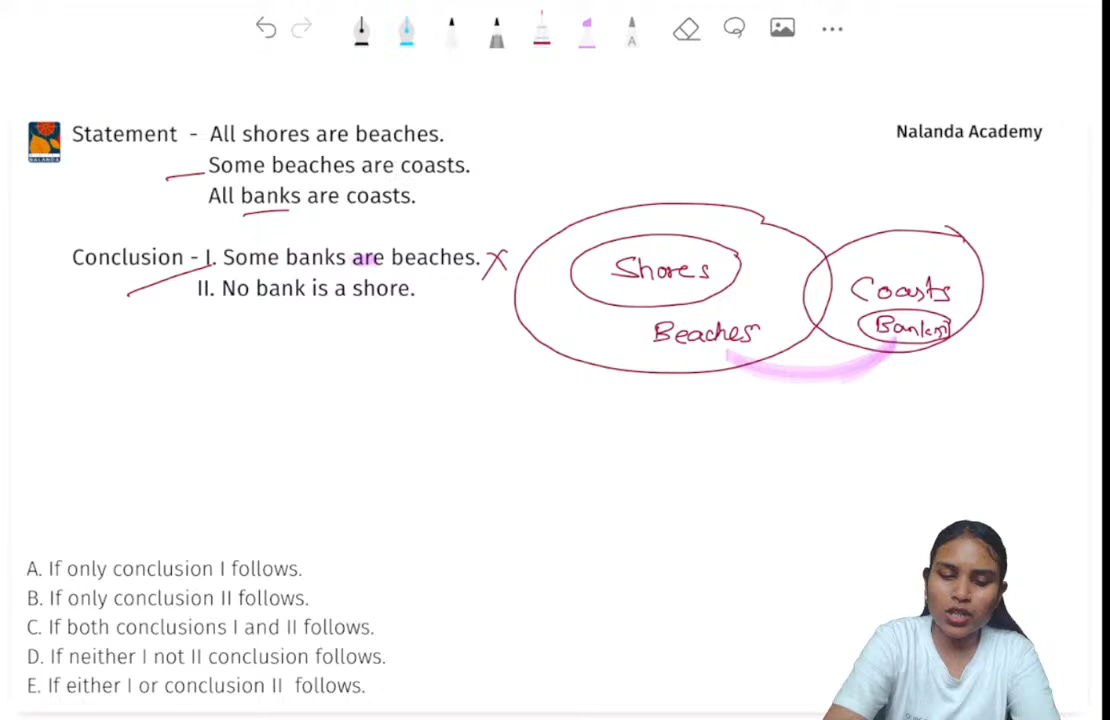 Statement - All shores are beaches.
Nalanda Academy
NALANDA
Some beaches are coasts.
All banks are coasts.
Conclusion - I. Some banks are beaches. X
II. No bank is a shore.
Shores
Coasts
Banks
Beaches
A. If only conclusion I follows.
B. If only conclusion II follows.
C. If both conclusions I and II follows.
D. If neither I not II conclusion follows.
E. If either I or conclusion II follows.